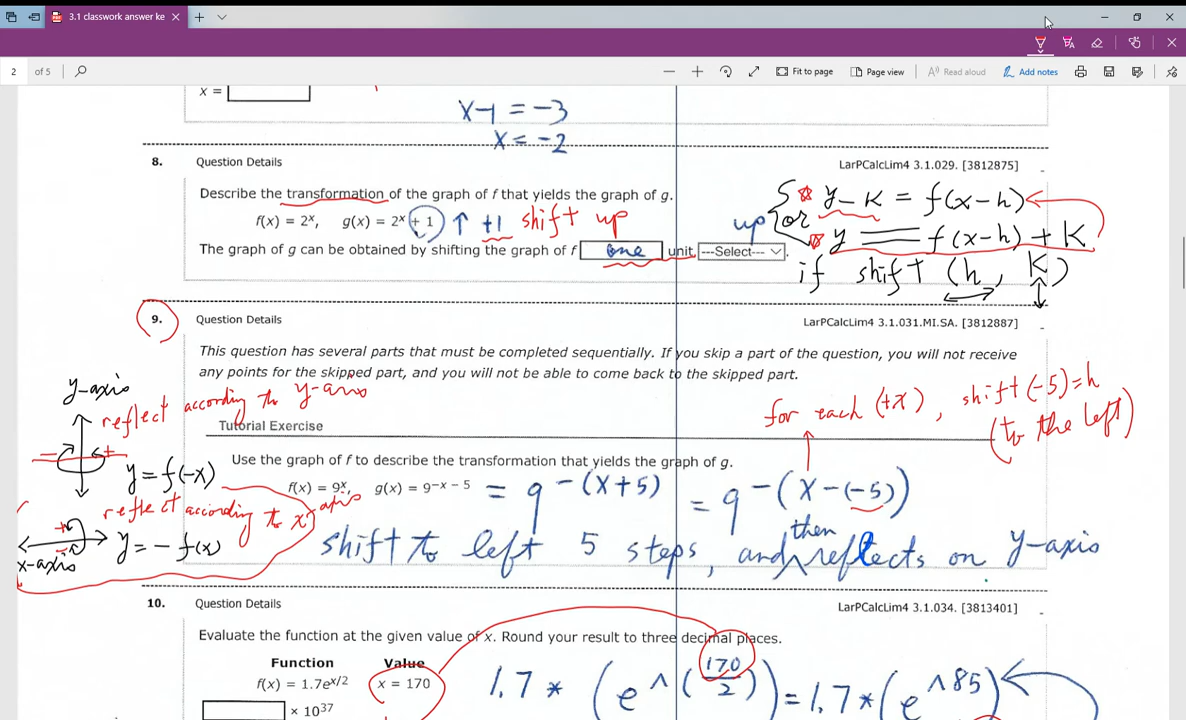 3.1 classwork answer ke
2 of 5
Fit to page
Page view
Read aloud
Add notes
x =
x-1 = -3
x = -2
8. Question Details LarPCalcLim4 3.1.029. [3812875]
Describe the transformation of the graph of f that yields the graph of g.
f(x) = 2ˣ, g(x) = 2ˣ + 1 ↑ +1 shift up
The graph of g can be obtained by shifting the graph of f one unit ---Select--- .
up
y - K = f(x-h)
or
y = f(x-h) + K
if shift (h, K)
9. Question Details LarPCalcLim4 3.1.031.MI.SA. [3812887]
This question has several parts that must be completed sequentially. If you skip a part of the question, you will not receive
any points for the skipped part, and you will not be able to come back to the skipped part.
y-axis
reflect according to the y-axis
for each (+x), shift (-5) = h
(to the left)
Tutorial Exercise
Use the graph of f to describe the transformation that yields the graph of g.
f(x) = 9ˣ, g(x) = 9^(-x - 5) = 9^-(x+5) = 9^-(x-(-5))
y = f(-x)
reflect according to x-axis
y = - f(x)
x-axis
shift to left 5 steps, and then reflects on y-axis
10. Question Details LarPCalcLim4 3.1.034. [3813401]
Evaluate the function at the given value of x. Round your result to three decimal places.
Function Value
f(x) = 1.7e^(x/2) x = 170
× 10³⁷
1.7 * (e^(170/2)) = 1.7 * (e^85)